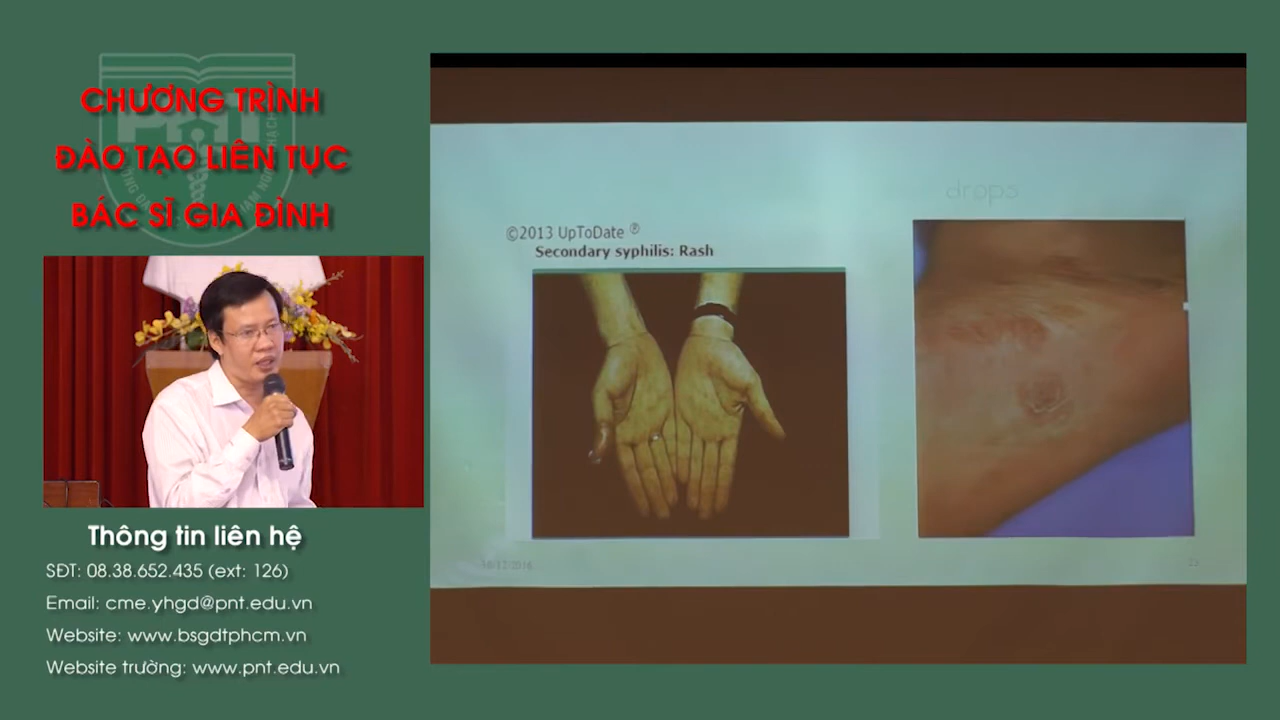 CHƯƠNG TRÌNH
ĐÀO TẠO LIÊN TỤC
BÁC SĨ GIA ĐÌNH
Thông tin liên hệ
SĐT: 08.38.652.435 (ext: 126)
Email: cme.yhgd@pnt.edu.vn
Website: www.bsgdtphcm.vn
Website trường: www.pnt.edu.vn
drops
©2013 UpToDate ®
Secondary syphilis: Rash